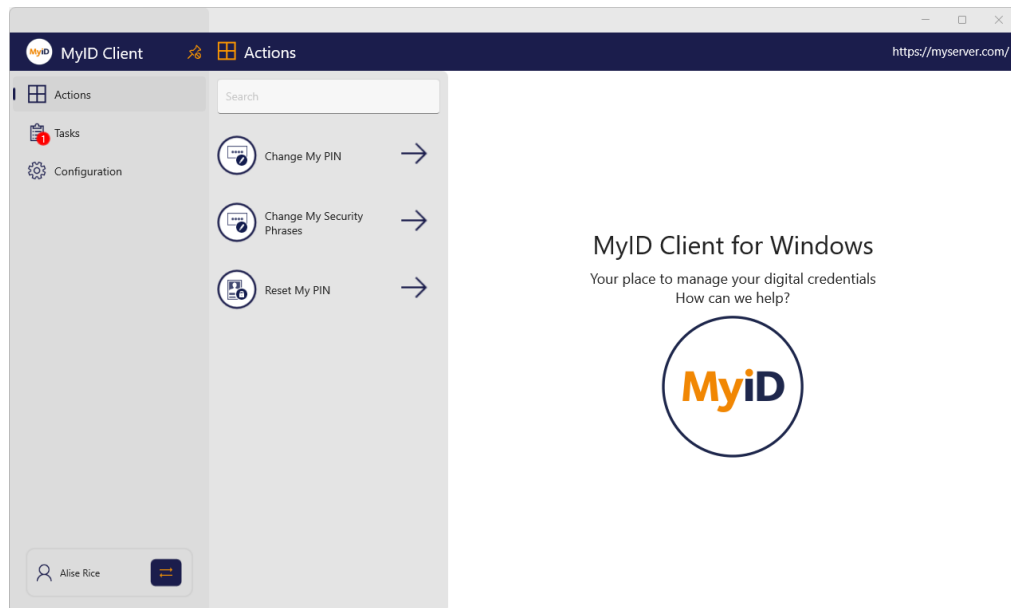 MyiD
MyID Client
Actions
https://myserver.com/
Actions
1
Tasks
Configuration
Alise Rice
Search
Change My PIN
Change My Security
Phrases
Reset My PIN
MyID Client for Windows
Your place to manage your digital credentials
How can we help?
MyiD